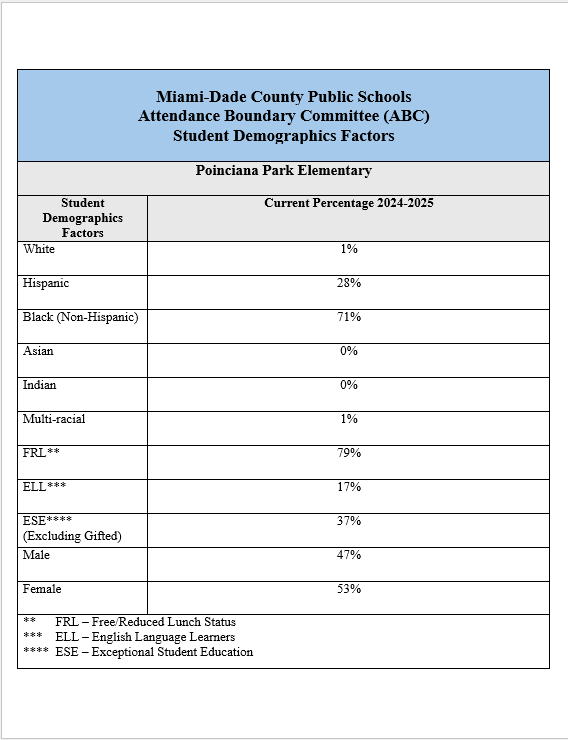 Miami-Dade County Public Schools
Attendance Boundary Committee (ABC)
Student Demographics Factors
Poinciana Park Elementary
Student
Demographics
Factors
Current Percentage 2024-2025
White 1%
Hispanic 28%
Black (Non-Hispanic) 71%
Asian 0%
Indian 0%
Multi-racial 1%
FRL** 79%
ELL*** 17%
ESE**** 37%
(Excluding Gifted)
Male 47%
Female 53%
** FRL – Free/Reduced Lunch Status
*** ELL – English Language Learners
**** ESE – Exceptional Student Education